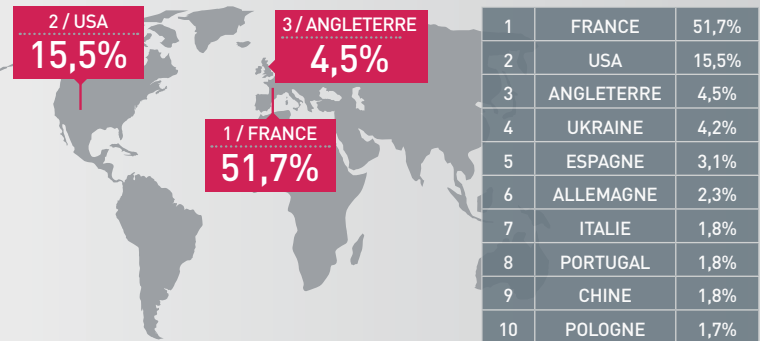 2 / USA
15,5%
3 / ANGLETERRE
4,5%
1 / FRANCE
51,7%
1 FRANCE 51,7%
2 USA 15,5%
3 ANGLETERRE 4,5%
4 UKRAINE 4,2%
5 ESPAGNE 3,1%
6 ALLEMAGNE 2,3%
7 ITALIE 1,8%
8 PORTUGAL 1,8%
9 CHINE 1,8%
10 POLOGNE 1,7%